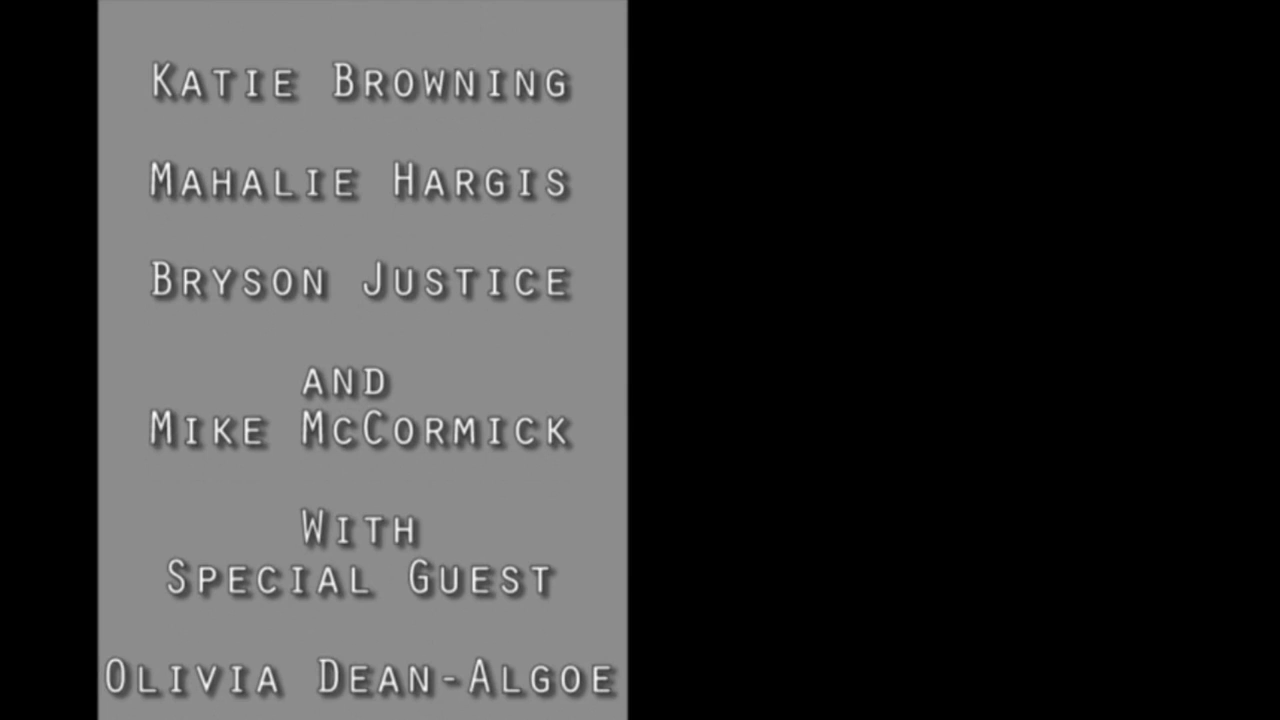 Katie Browning
Mahalie Hargis
Bryson Justice
and
Mike McCormick
With
Special Guest
Olivia Dean-Algoe